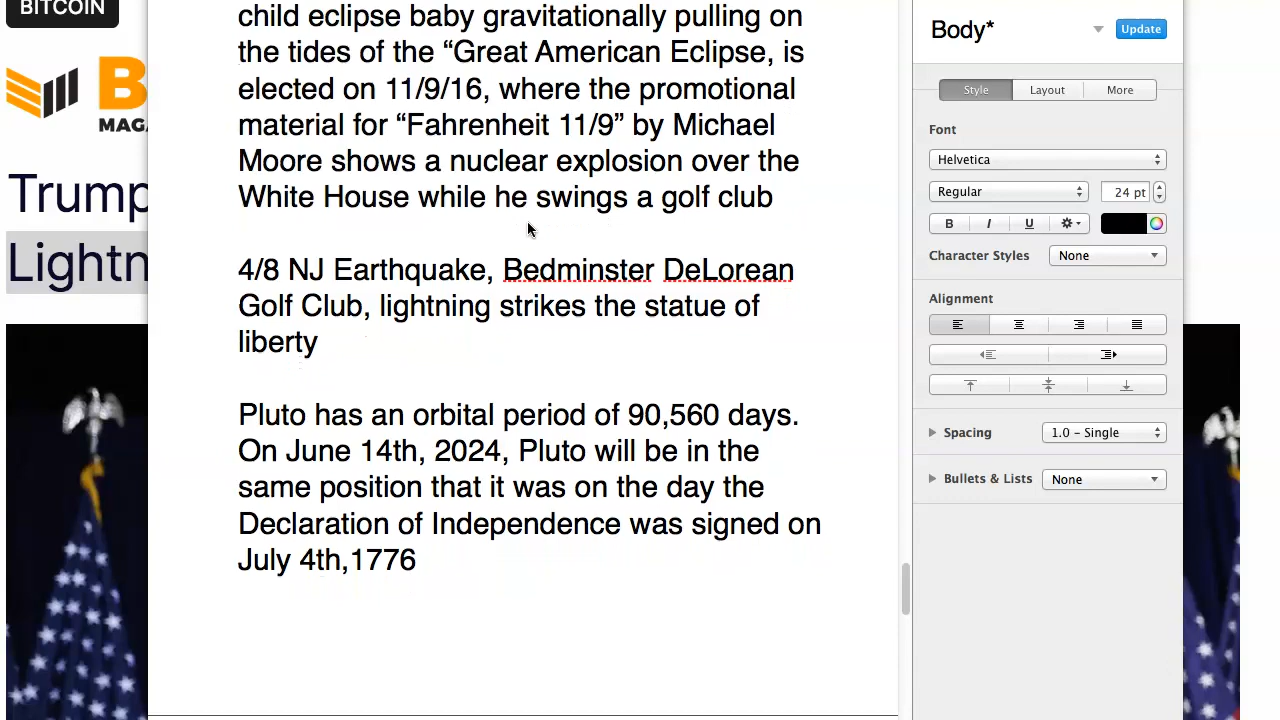 BITCOIN
B
MAGA
Trump
Lightn
child eclipse baby gravitationally pulling on
the tides of the “Great American Eclipse, is
elected on 11/9/16, where the promotional
material for “Fahrenheit 11/9” by Michael
Moore shows a nuclear explosion over the
White House while he swings a golf club
4/8 NJ Earthquake, Bedminster DeLorean
Golf Club, lightning strikes the statue of
liberty
Pluto has an orbital period of 90,560 days.
On June 14th, 2024, Pluto will be in the
same position that it was on the day the
Declaration of Independence was signed on
July 4th,1776
Body*
Update
Style Layout More
Font
Helvetica
Regular 24 pt
B I U
Character Styles None
Alignment
Spacing 1.0 – Single
Bullets & Lists None